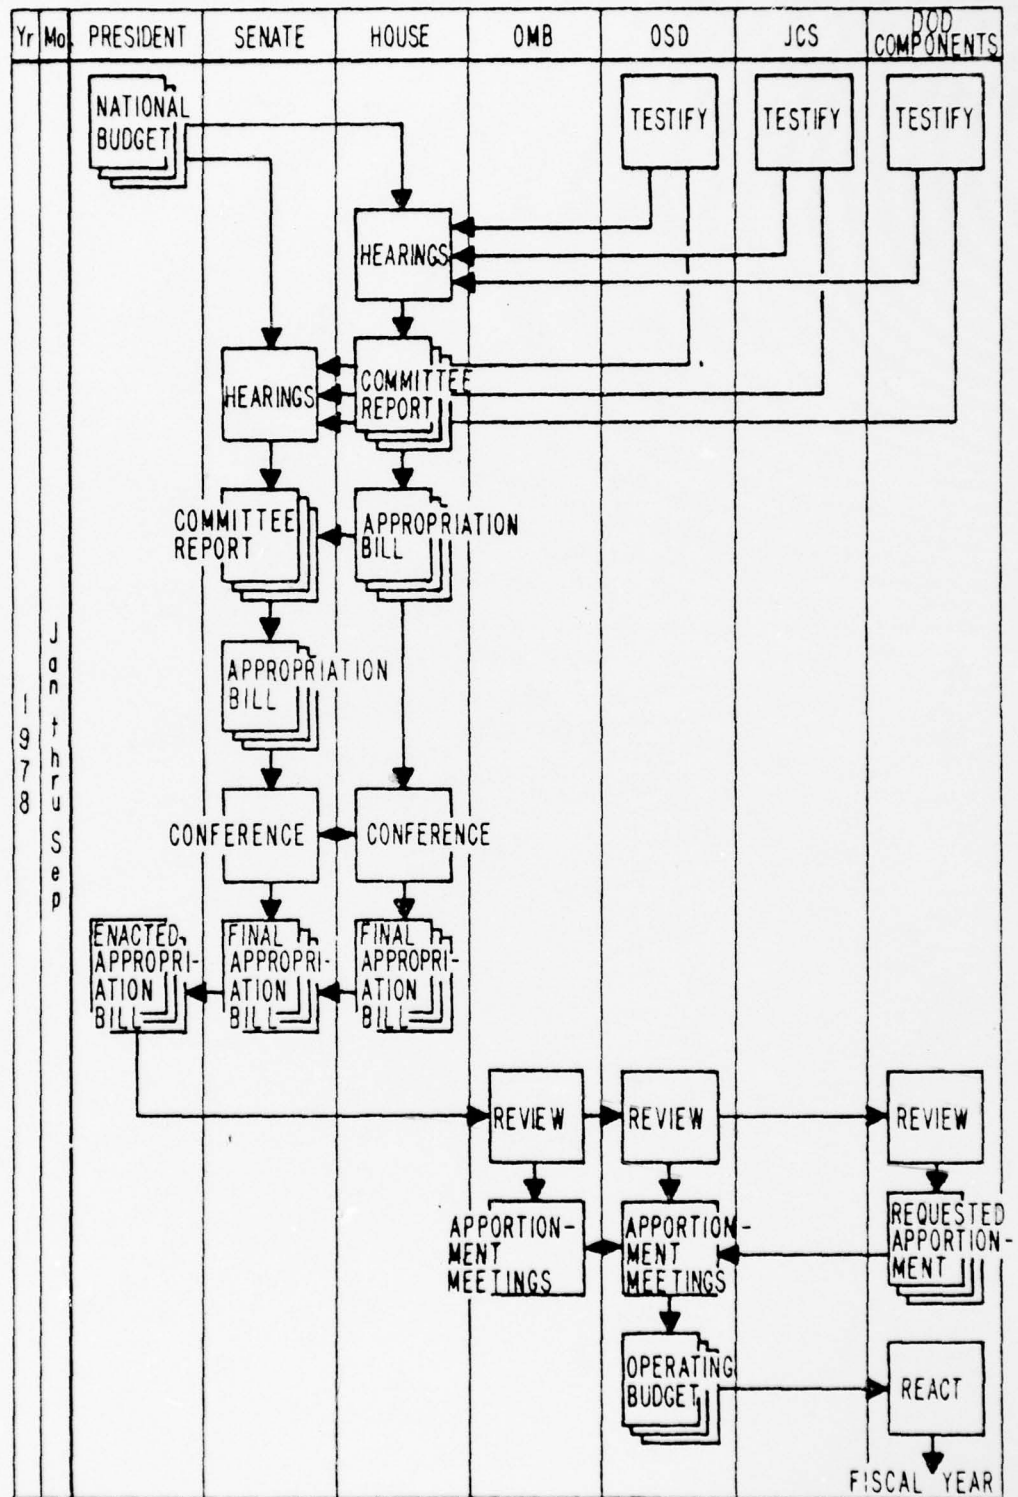 Yr Mo PRESIDENT SENATE HOUSE OMB OSD JCS DOD
COMPONENTS
NATIONAL
BUDGET
TESTIFY TESTIFY TESTIFY
HEARINGS
HEARINGS
COMMITTEE
REPORT
COMMITTEE
REPORT
APPROPRIATION
BILL
APPROPRIATION
BILL
1978
Jan thru Sep
CONFERENCE CONFERENCE
ENACTED
APPROPRI-
ATION
BILL
FINAL
APPROPRI-
ATION
BILL
FINAL
APPROPRI-
ATION
BILL
REVIEW REVIEW REVIEW
APPORTION-
MENT
MEETINGS
APPORTION-
MENT
MEETINGS
REQUESTED
APPORTION-
MENT
OPERATING
BUDGET
REACT
FISCAL YEAR